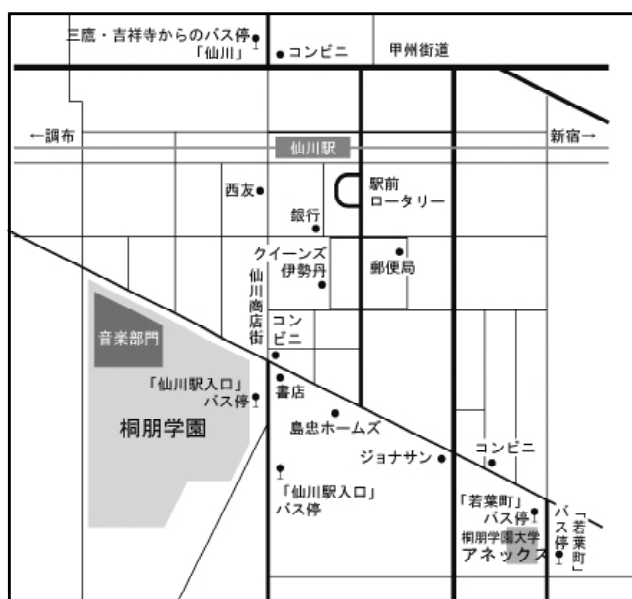 三鷹・吉祥寺からのバス停
「仙川」
コンビニ
甲州街道
←調布
新宿→
仙川駅
西友
駅前
ロータリー
銀行
クイーンズ
伊勢丹
郵便局
仙川商店街
コンビニ
音楽部門
書店
「仙川駅入口」
バス停
桐朋学園
島忠ホームズ
ジョナサン
コンビニ
「仙川駅入口」
バス停
「若葉町」
バス停
桐朋学園大学
アネックス
「若葉町」
バス停